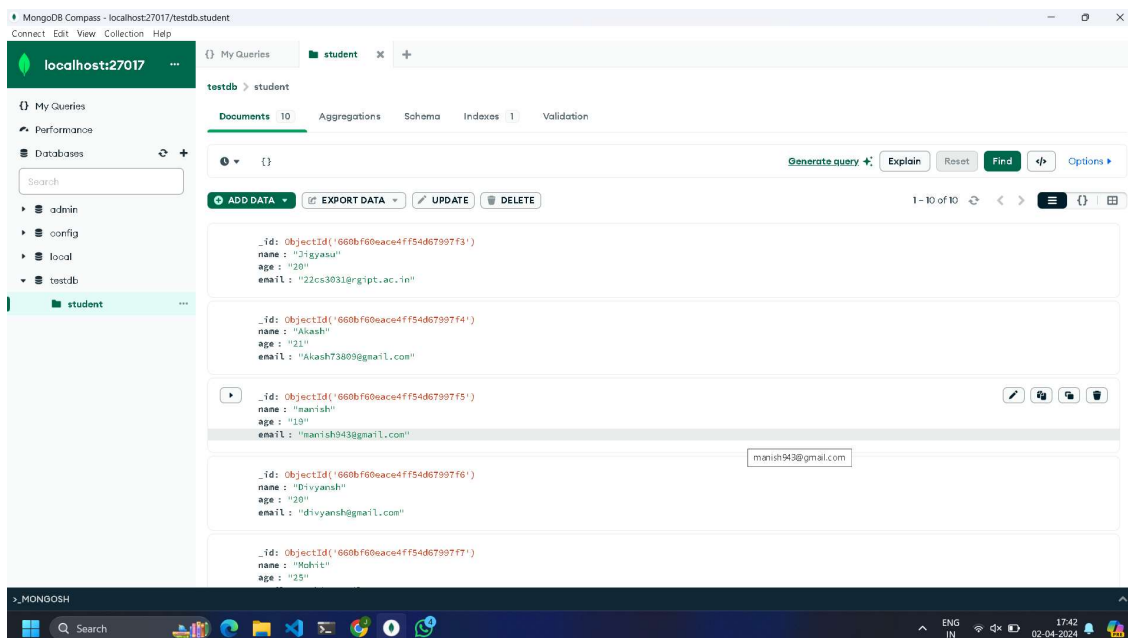 MongoDB Compass - localhost:27017/testdb.student
Connect Edit View Collection Help
localhost:27017 ...
{} My Queries
student
testdb > student
{} My Queries
Performance
Databases
Search
admin
config
local
testdb
student ...
Documents 10 Aggregations Schema Indexes 1 Validation
{} Generate query Explain Reset Find </> Options
ADD DATA EXPORT DATA UPDATE DELETE 1 – 10 of 10 {}
_id: ObjectId('660bf60eace4ff54d67997f3')
name : "Jigyasu"
age : "20"
email : "22cs3031@rgipt.ac.in"
_id: ObjectId('660bf60eace4ff54d67997f4')
name : "Akash"
age : "21"
email : "Akash73809@gmail.com"
_id: ObjectId('660bf60eace4ff54d67997f5')
name : "manish"
age : "19"
email : "manish943@gmail.com"
manish943@gmail.com
_id: ObjectId('660bf60eace4ff54d67997f6')
name : "Divyansh"
age : "20"
email : "divyansh@gmail.com"
_id: ObjectId('660bf60eace4ff54d67997f7')
name : "Mohit"
age : "25"
>_MONGOSH
Search
ENG
IN
17:42
02-04-2024